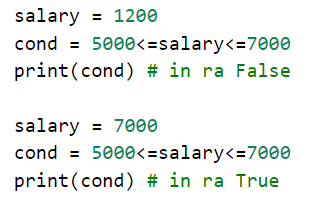 salary = 1200
cond = 5000<=salary<=7000
print(cond) # in ra False
salary = 7000
cond = 5000<=salary<=7000
print(cond) # in ra True